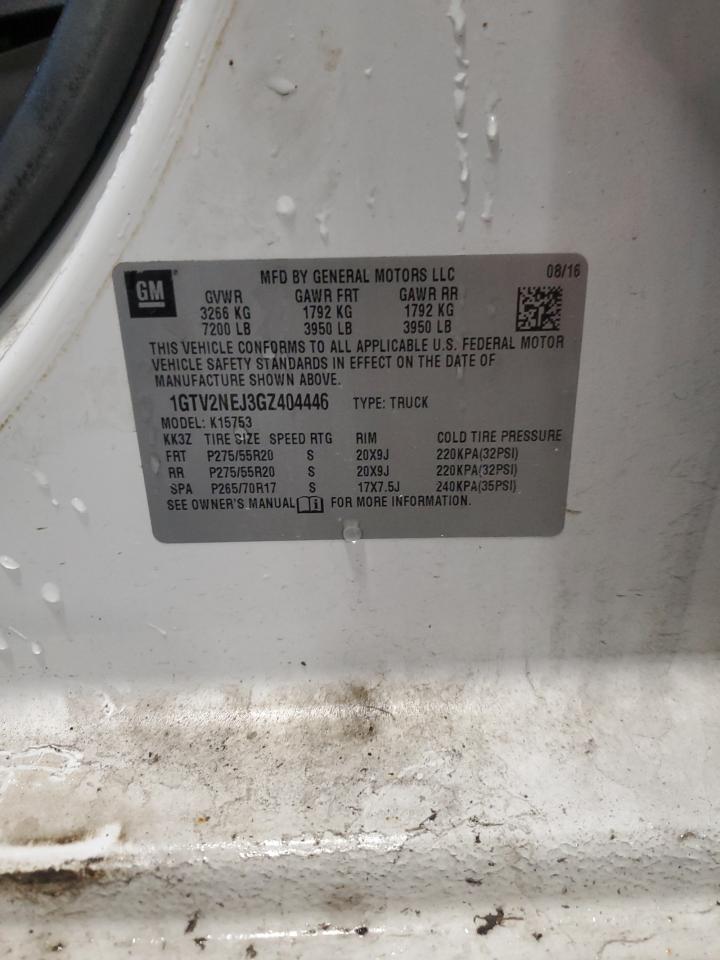 GM MFD BY GENERAL MOTORS LLC 08/16
GVWR GAWR FRT GAWR RR
3266 KG 1792 KG 1792 KG
7200 LB 3950 LB 3950 LB
THIS VEHICLE CONFORMS TO ALL APPLICABLE U.S. FEDERAL MOTOR
VEHICLE SAFETY STANDARDS IN EFFECT ON THE DATE OF
MANUFACTURE SHOWN ABOVE.
1GTV2NEJ3GZ404446 TYPE: TRUCK
MODEL: K15753
KK3Z TIRE SIZE SPEED RTG RIM COLD TIRE PRESSURE
FRT P275/55R20 S 20X9J 220KPA(32PSI)
RR P275/55R20 S 20X9J 220KPA(32PSI)
SPA P265/70R17 S 17X7.5J 240KPA(35PSI)
SEE OWNER'S MANUAL FOR MORE INFORMATION.